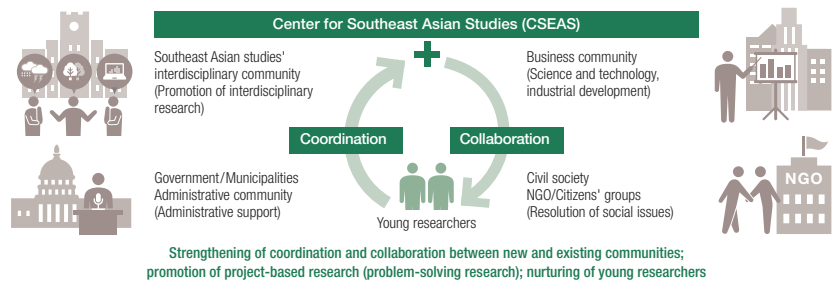 Center for Southeast Asian Studies (CSEAS)
Southeast Asian studies'
interdisciplinary community
(Promotion of interdisciplinary
research)
Business community
(Science and technology,
industrial development)
Coordination
Collaboration
Government/Municipalities
Administrative community
(Administrative support)
Civil society
NGO/Citizens' groups
(Resolution of social issues)
NGO
Young researchers
Strengthening of coordination and collaboration between new and existing communities;
promotion of project-based research (problem-solving research); nurturing of young researchers